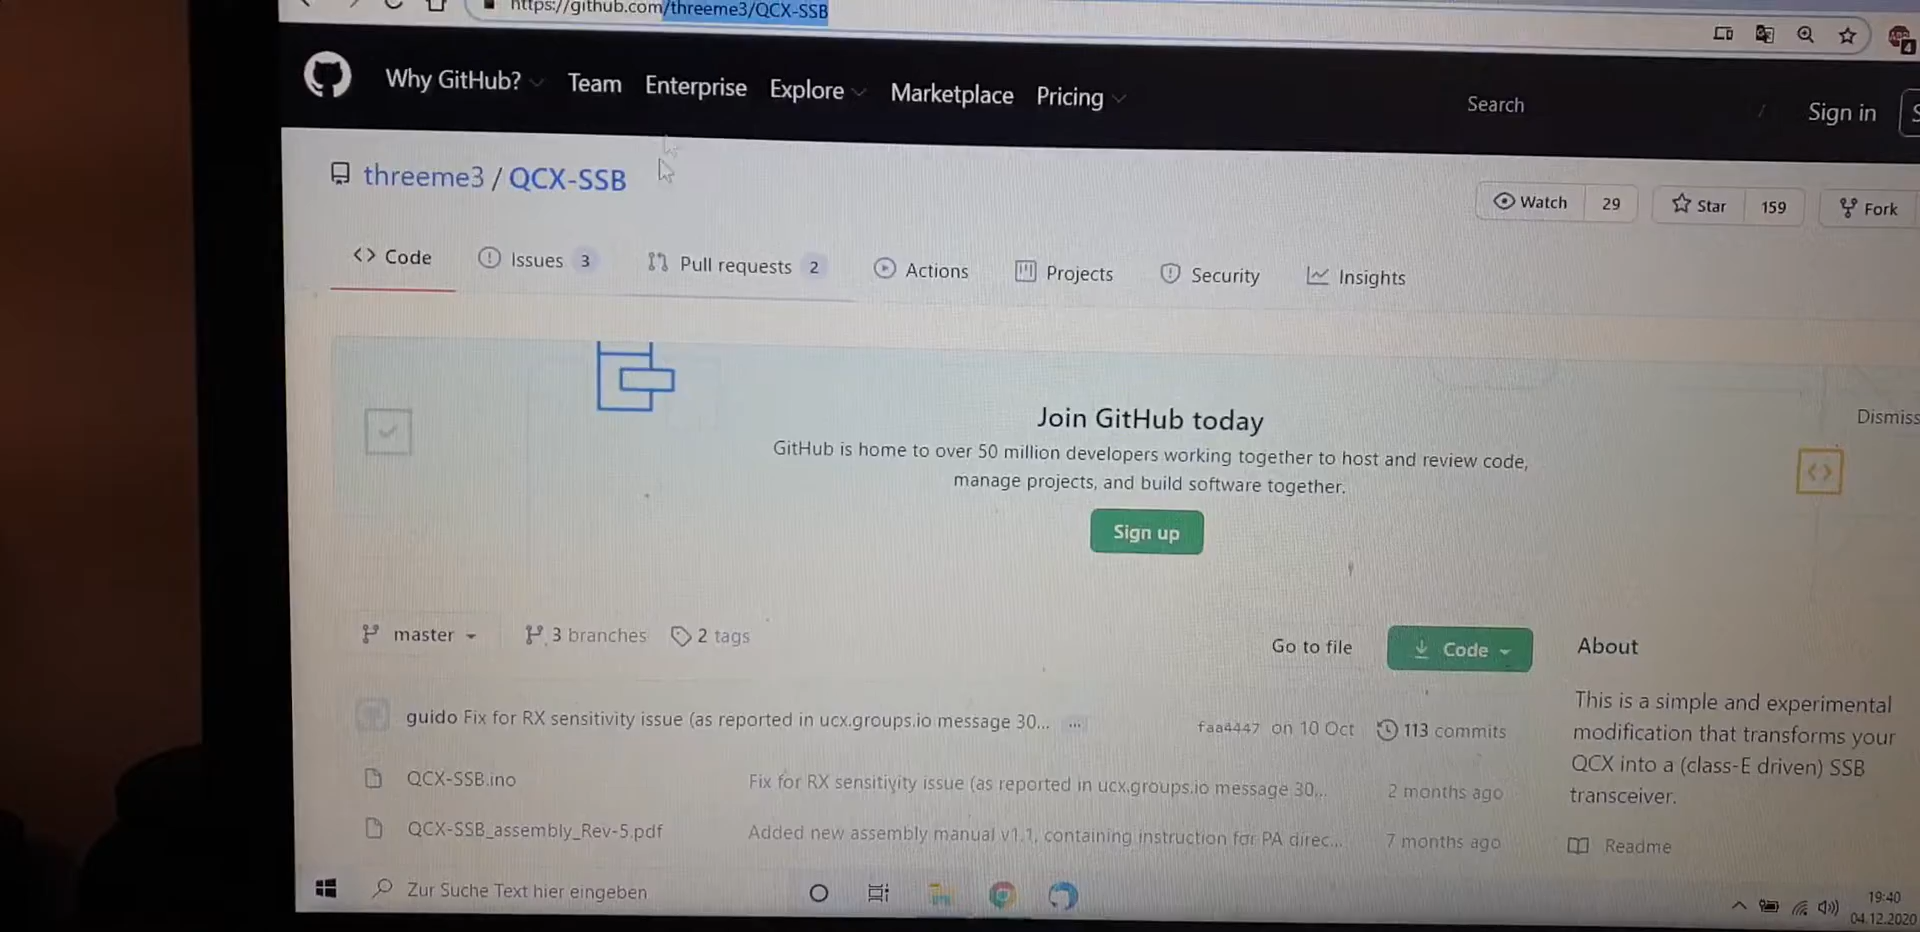 https://github.com/threeme3/QCX-SSB
4
Why GitHub? Team Enterprise Explore Marketplace Pricing Search / Sign in
threeme3 / QCX-SSB
Watch 29 Star 159 Fork
Code Issues 3 Pull requests 2 Actions Projects Security Insights
Join GitHub today
Dismiss
GitHub is home to over 50 million developers working together to host and review code,
manage projects, and build software together.
Sign up
master 3 branches 2 tags Go to file Code
About
This is a simple and experimental
modification that transforms your
QCX into a (class-E driven) SSB
transceiver.
Readme
guido Fix for RX sensitivity issue (as reported in ucx.groups.io message 30... ... faa4447 on 10 Oct 113 commits
QCX-SSB.ino Fix for RX sensitivity issue (as reported in ucx.groups.io message 30... 2 months ago
QCX-SSB_assembly_Rev-5.pdf Added new assembly manual v1.1, containing instruction for PA direc... 7 months ago
Zur Suche Text hier eingeben
19:40
04.12.2020